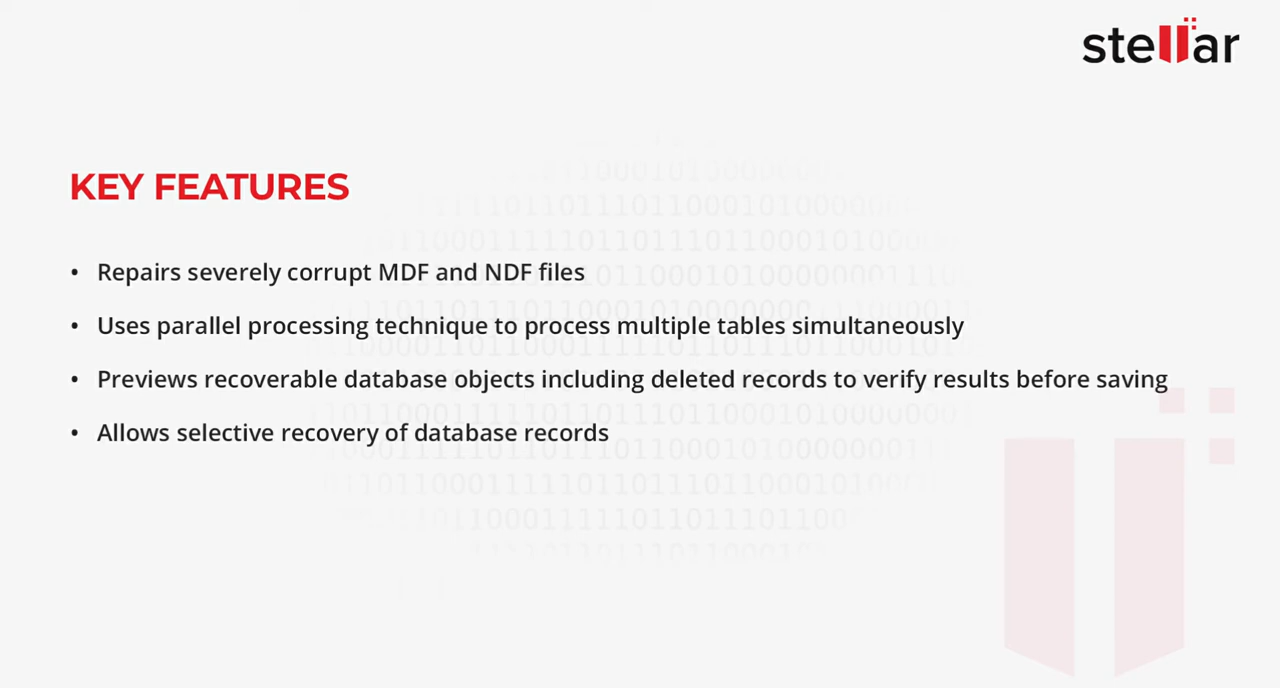 stellar
KEY FEATURES
• Repairs severely corrupt MDF and NDF files
• Uses parallel processing technique to process multiple tables simultaneously
• Previews recoverable database objects including deleted records to verify results before saving
• Allows selective recovery of database records